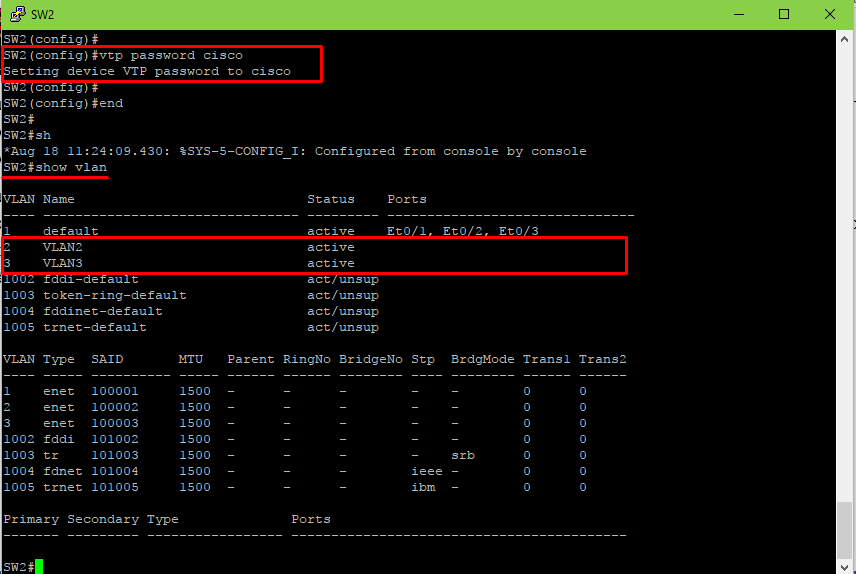 SW2
SW2(config)#
SW2(config)#vtp password cisco
Setting device VTP password to cisco
SW2(config)#
SW2(config)#end
SW2#
SW2#sh
*Aug 18 11:24:09.430: %SYS-5-CONFIG_I: Configured from console by console
SW2#show vlan

VLAN Name                             Status    Ports
---- -------------------------------- --------- -------------------------------
1    default                          active    Et0/1, Et0/2, Et0/3
2    VLAN2                            active
3    VLAN3                            active
1002 fddi-default                     act/unsup
1003 token-ring-default               act/unsup
1004 fddinet-default                  act/unsup
1005 trnet-default                    act/unsup

VLAN Type  SAID       MTU   Parent RingNo BridgeNo Stp  BrdgMode Trans1 Trans2
---- ----- ---------- ----- ------ ------ -------- ---- -------- ------ ------
1    enet  100001     1500  -      -      -        -    -        0      0
2    enet  100002     1500  -      -      -        -    -        0      0
3    enet  100003     1500  -      -      -        -    -        0      0
1002 fddi  101002     1500  -      -      -        -    -        0      0
1003 tr    101003     1500  -      -      -        -    srb      0      0
1004 fdnet 101004     1500  -      -      -        ieee -        0      0
1005 trnet 101005     1500  -      -      -        ibm  -        0      0

Primary Secondary Type              Ports
------- --------- ----------------- ------------------------------------------

SW2#